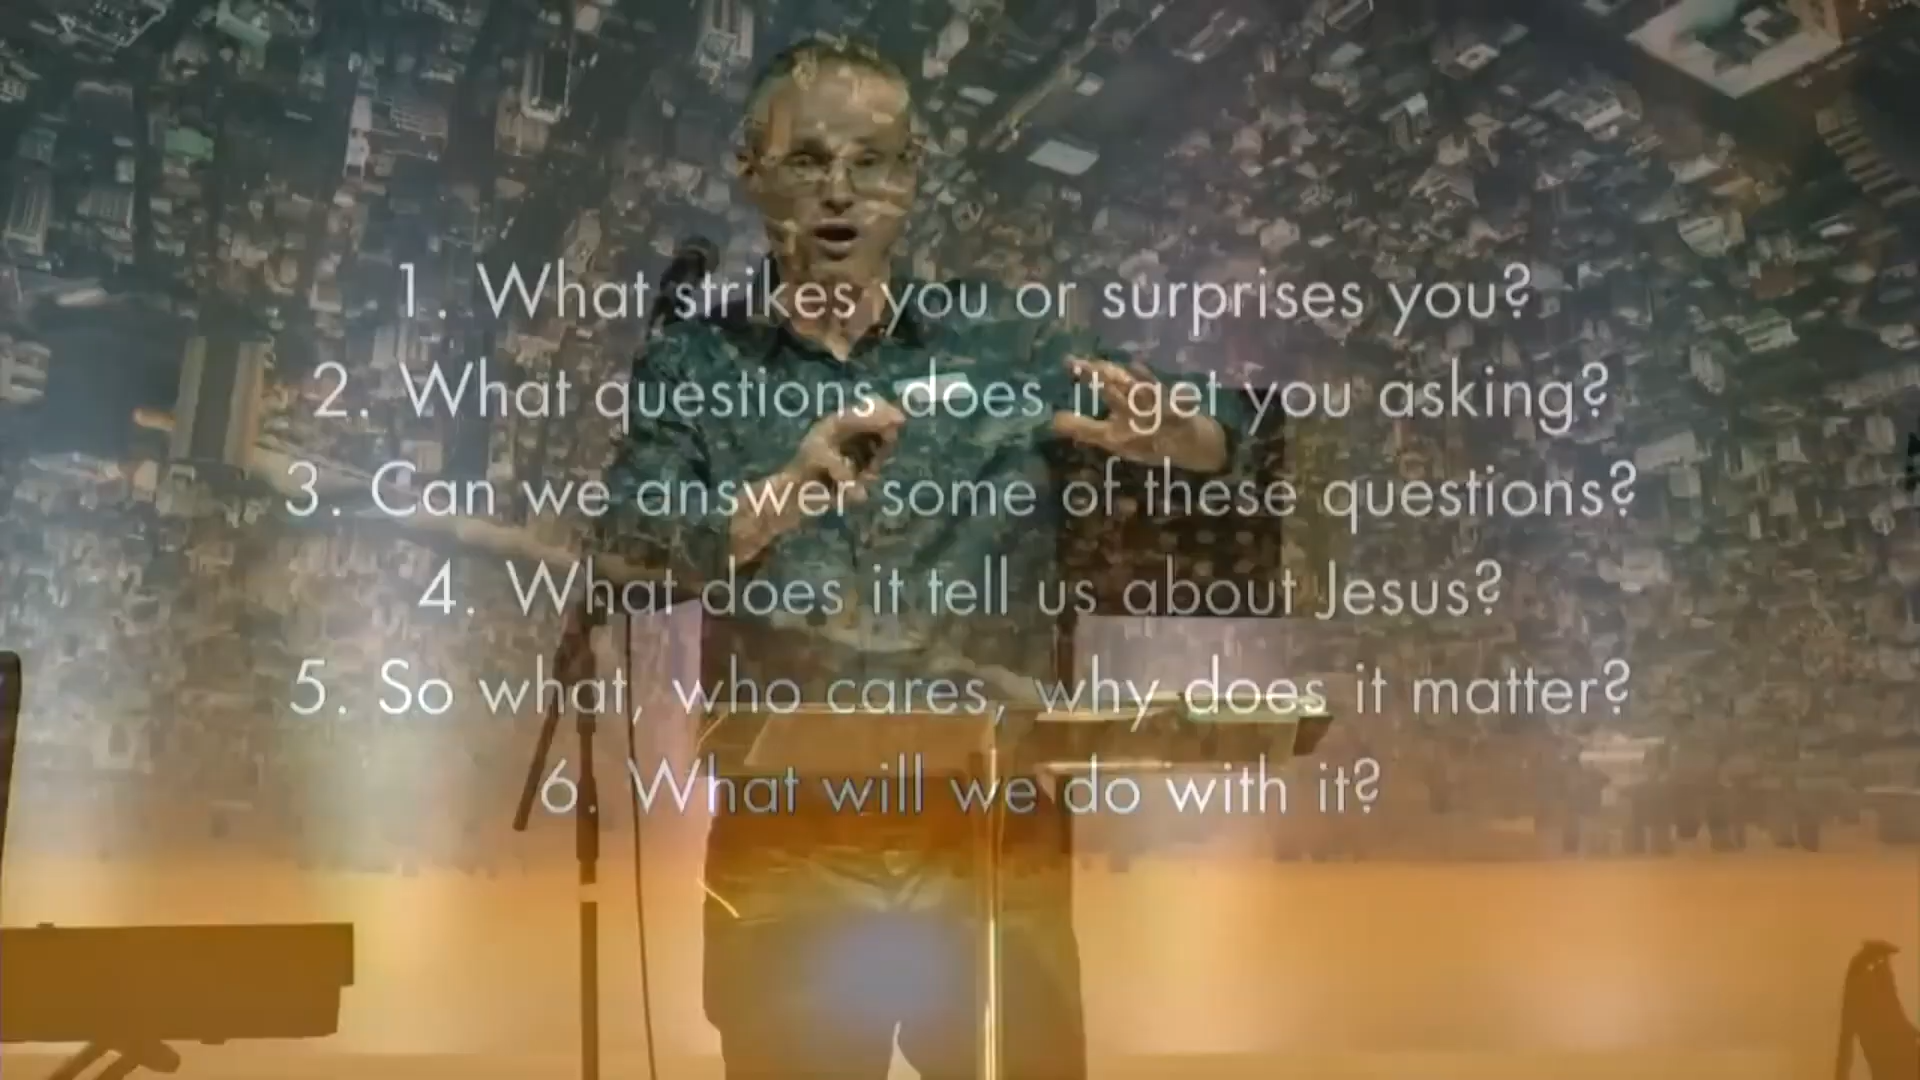 1. What strikes you or surprises you?
2. What questions does it get you asking?
3. Can we answer some of these questions?
4. What does it tell us about Jesus?
5. So what, who cares, why does it matter?
6. What will we do with it?